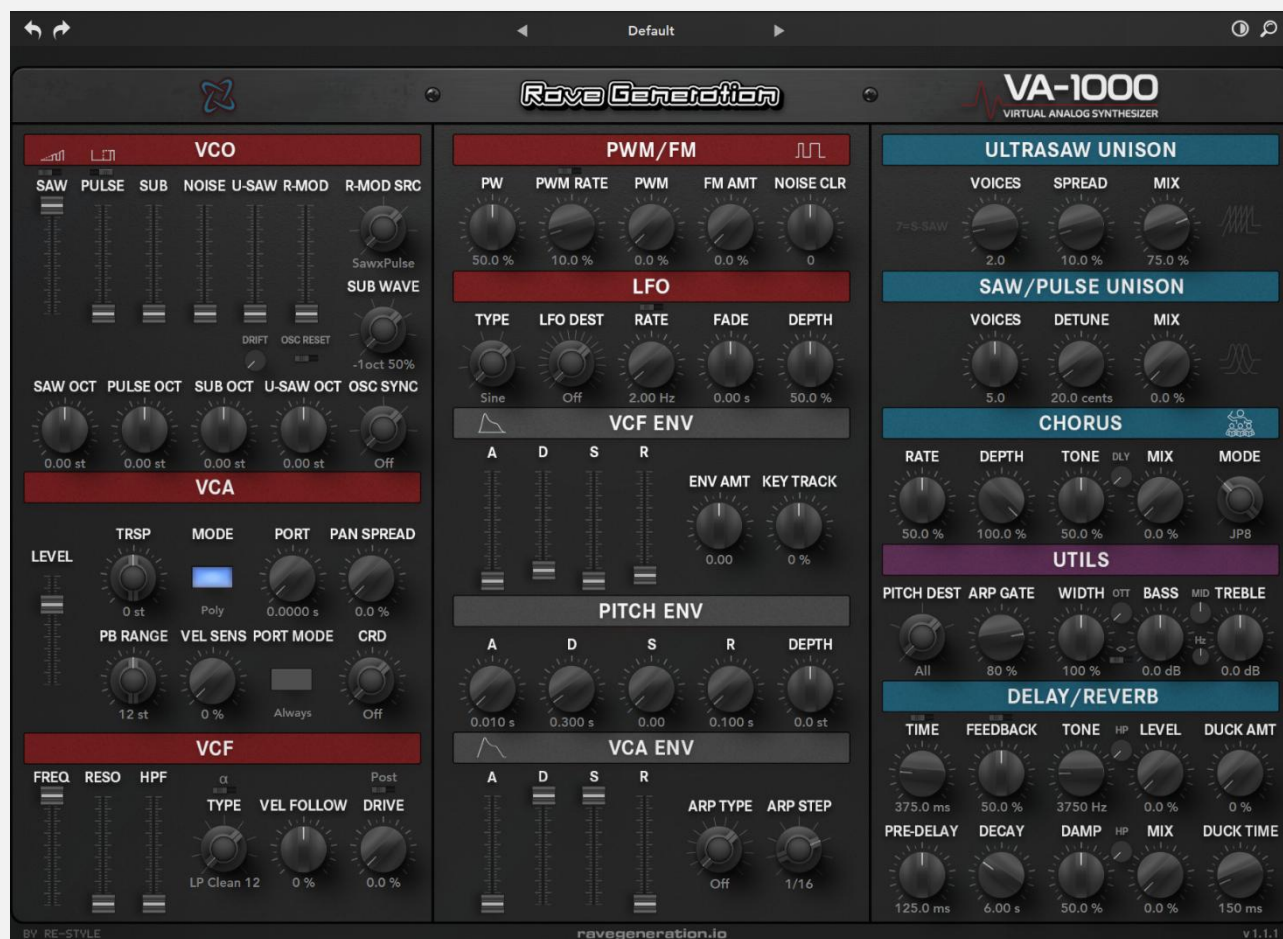 Default
Rave Generation
VA-1000
VIRTUAL ANALOG SYNTHESIZER
VCO
SAW PULSE SUB NOISE U-SAW R-MOD R-MOD SRC
SawxPulse
SUB WAVE
DRIFT OSC RESET
-1oct 50%
SAW OCT PULSE OCT SUB OCT U-SAW OCT OSC SYNC
0.00 st 0.00 st 0.00 st 0.00 st Off
VCA
LEVEL
TRSP MODE PORT PAN SPREAD
0 st Poly 0.0000 s 0.0 %
PB RANGE VEL SENS PORT MODE CRD
12 st 0 % Always Off
VCF
FREQ RESO HPF
α Post
TYPE VEL FOLLOW DRIVE
LP Clean 12 0 % 0.0 %
PWM/FM
PW PWM RATE PWM FM AMT NOISE CLR
50.0 % 10.0 % 0.0 % 0.0 % 0
LFO
TYPE LFO DEST RATE FADE DEPTH
Sine Off 2.00 Hz 0.00 s 50.0 %
VCF ENV
A D S R
ENV AMT KEY TRACK
0.00 0 %
PITCH ENV
A D S R DEPTH
0.010 s 0.300 s 0.00 0.100 s 0.0 st
VCA ENV
A D S R
ARP TYPE ARP STEP
Off 1/16
ULTRASAW UNISON
VOICES SPREAD MIX
7=S-SAW
2.0 10.0 % 75.0 %
SAW/PULSE UNISON
VOICES DETUNE MIX
5.0 20.0 cents 0.0 %
CHORUS
RATE DEPTH TONE DLY MIX MODE
50.0 % 100.0 % 50.0 % 0.0 % JP8
UTILS
PITCH DEST ARP GATE WIDTH OTT BASS MID TREBLE
Hz
All 80 % 100 % 0.0 dB 0.0 dB
DELAY/REVERB
TIME FEEDBACK TONE HP LEVEL DUCK AMT
375.0 ms 50.0 % 3750 Hz 0.0 % 0 %
PRE-DELAY DECAY DAMP HP MIX DUCK TIME
125.0 ms 6.00 s 50.0 % 0.0 % 150 ms
BY RE-STYLE
ravegeneration.io
v1.1.1